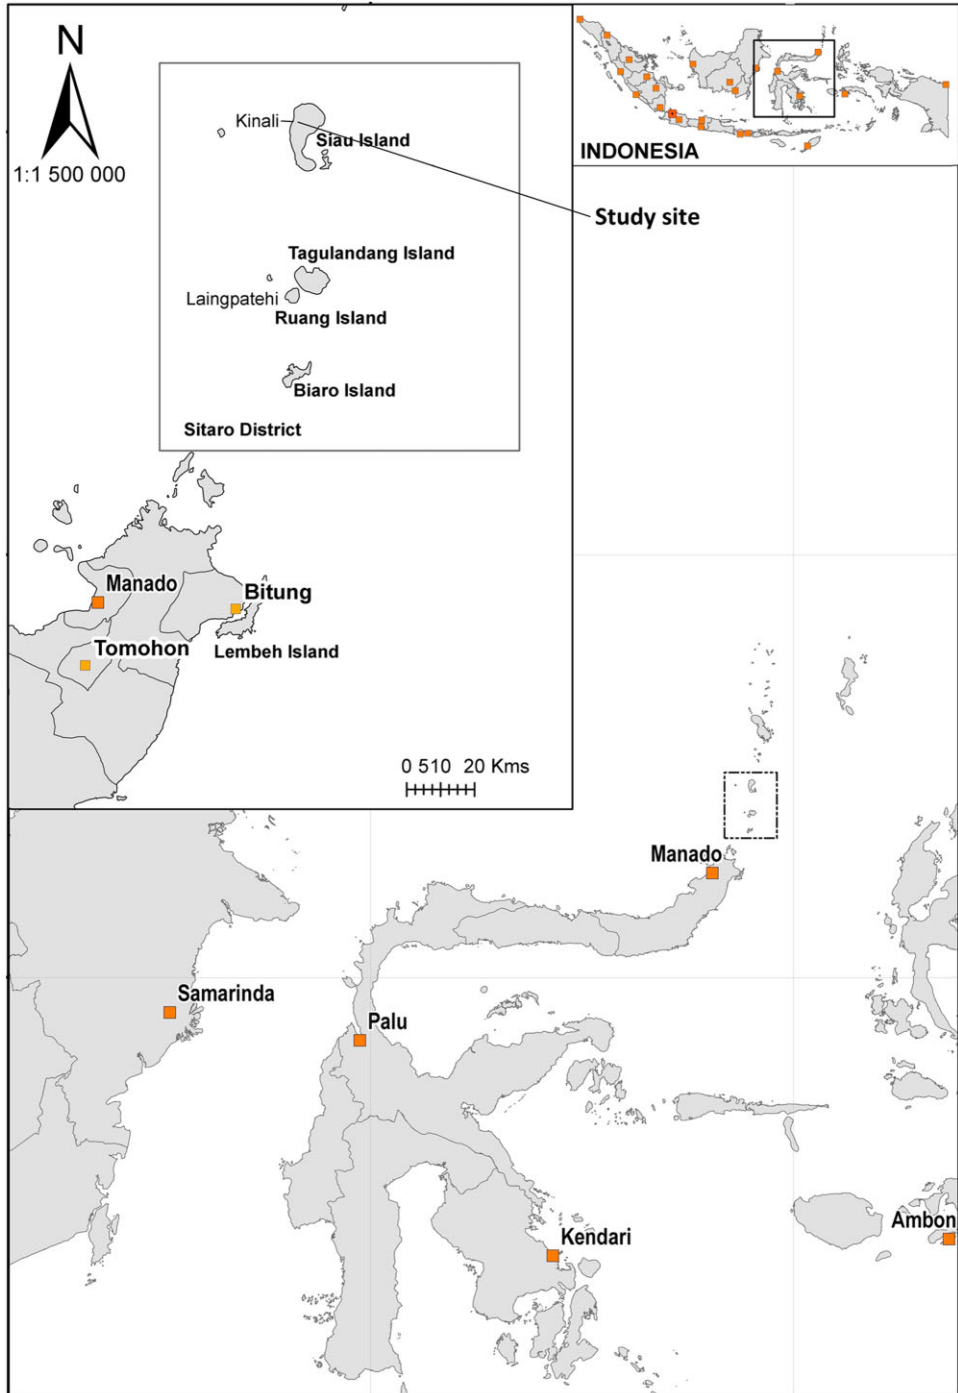 N
1:1 500 000
Kinali
Siau Island
INDONESIA
Study site
Tagulandang Island
Laingpatehi
Ruang Island
Biaro Island
Sitaro District
Manado
Bitung
Tomohon
Lembeh Island
0 510 20 Kms
Manado
Samarinda
Palu
Ambon
Kendari